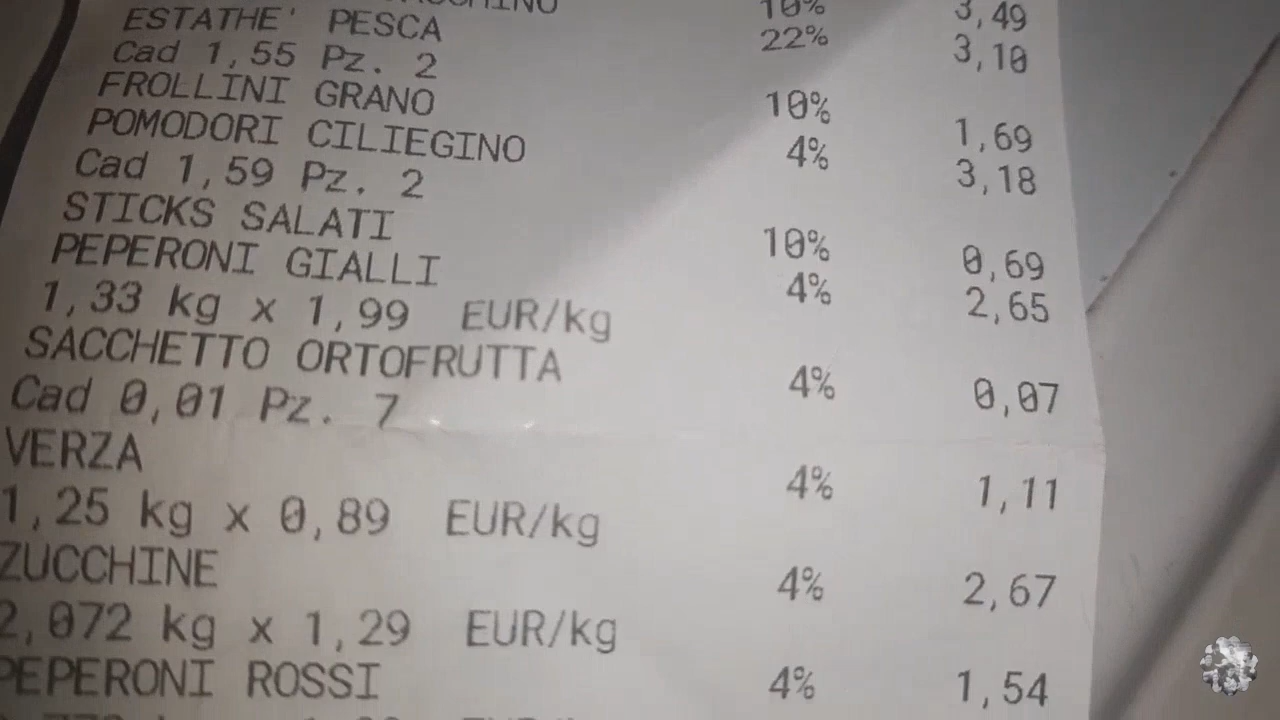 10% 3,49
ESTATHE' PESCA 22% 3,10
Cad 1,55 Pz. 2
FROLLINI GRANO 10% 1,69
POMODORI CILIEGINO 4% 3,18
Cad 1,59 Pz. 2
STICKS SALATI 10% 0,69
PEPERONI GIALLI 4% 2,65
1,33 kg x 1,99 EUR/kg
SACCHETTO ORTOFRUTTA 4% 0,07
Cad 0,01 Pz. 7
VERZA 4% 1,11
1,25 kg x 0,89 EUR/kg
ZUCCHINE 4% 2,67
2,072 kg x 1,29 EUR/kg
PEPERONI ROSSI 4% 1,54